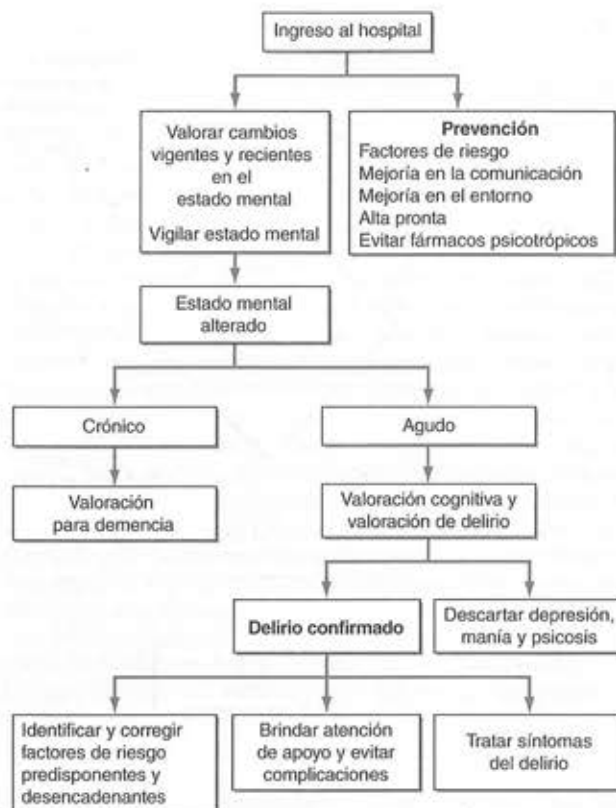 Ingreso al hospital
Valorar cambios
vigentes y recientes
en el
estado mental
Vigilar estado mental
Prevención
Factores de riesgo
Mejoría en la comunicación
Mejoría en el entorno
Alta pronta
Evitar fármacos psicotrópicos
Estado mental
alterado
Crónico
Agudo
Valoración
para demencia
Valoración cognitiva y
valoración de delirio
Delirio confirmado
Descartar depresión,
manía y psicosis
Identificar y corregir
factores de riesgo
predisponentes y
desencadenantes
Brindar atención
de apoyo y evitar
complicaciones
Tratar síntomas
del delirio